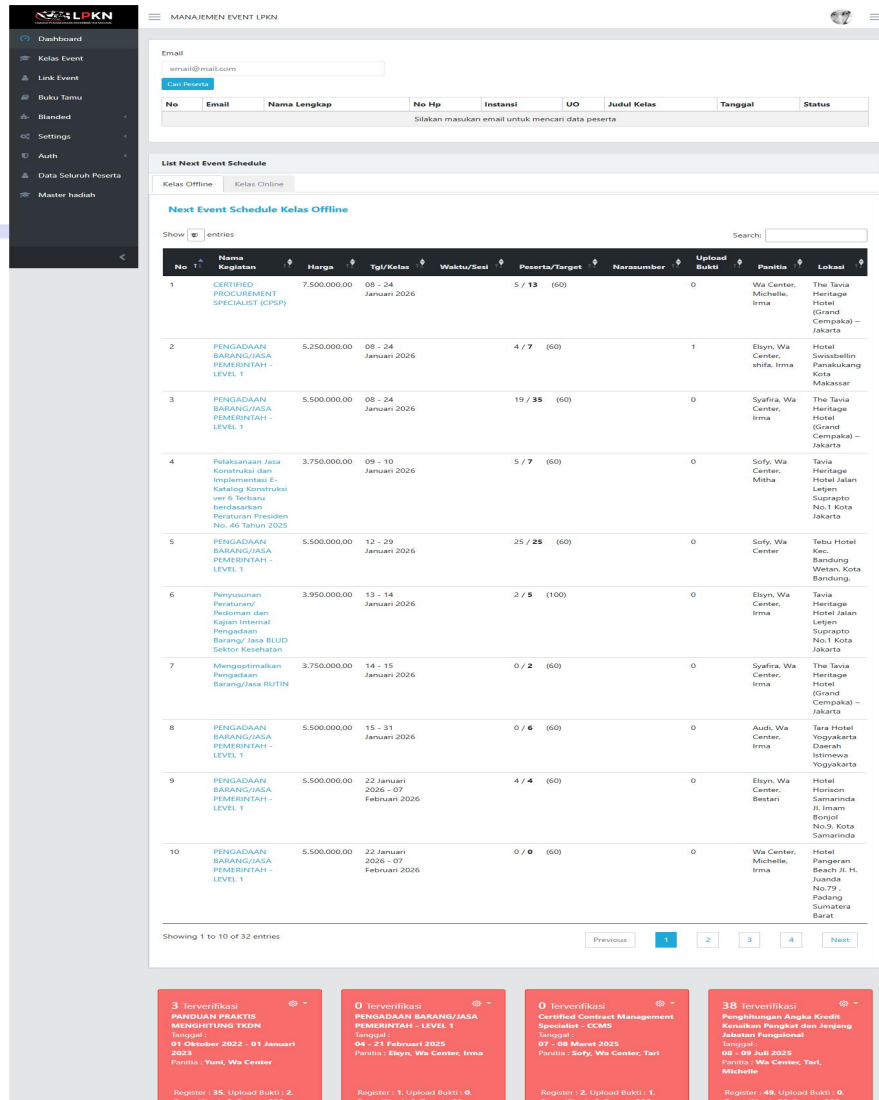 LPKN
MANAJEMEN EVENT LPKN
Dashboard
Kelas Event
Link Event
Buku Tamu
Blanded
Settings
Auth
Data Seluruh Peserta
Master hadiah
Email
email@mail.com
Cari Peserta
No Email Nama Lengkap No Hp Instansi UO Judul Kelas Tanggal Status
Silakan masukan email untuk mencari data peserta
List Next Event Schedule
Kelas Offline Kelas Online
Next Event Schedule Kelas Offline
Show entries Search:
No Nama Kegiatan Harga Tgl/Kelas Waktu/Sesi Peserta/Target Narasumber Upload Bukti Panitia Lokasi
1 CERTIFIED 7.500.000,00 08 - 24 5 / 13 (60) 0 Wa Center, The Tavia
PROCUREMENT Januari 2026 Michelle, Heritage
SPECIALIST (CPSP) Irma Hotel
(Grand
Cempaka) –
Jakarta
2 PENGADAAN 5.250.000,00 08 - 24 4 / 7 (60) 1 Elsyn, Wa Hotel
BARANG/JASA Januari 2026 Center, Swissbellin
PEMERINTAH - shifa, Irma Panakukang
LEVEL 1 Kota
Makassar
3 PENGADAAN 5.500.000,00 08 - 24 19 / 35 (60) 0 Syafira, Wa The Tavia
BARANG/JASA Januari 2026 Center, Heritage
PEMERINTAH - Irma Hotel
LEVEL 1 (Grand
Cempaka) –
Jakarta
4 Pelaksanaan Jasa 3.750.000,00 09 - 10 5 / 7 (60) 0 Sofy, Wa Tavia
Konstruksi dan Januari 2026 Center, Heritage
Implementasi E- Mitha Hotel Jalan
Katalog Konstruksi Letjen
ver 6 Terbaru Suprapto
berdasarkan No.1 Kota
Peraturan Presiden Jakarta
No. 46 Tahun 2025
5 PENGADAAN 5.500.000,00 12 - 29 25 / 25 (60) 0 Sofy, Wa Tebu Hotel
BARANG/JASA Januari 2026 Center Kec.
PEMERINTAH - Bandung
LEVEL 1 Wetan, Kota
Bandung,
6 Penyusunan 3.950.000,00 13 - 14 2 / 5 (100) 0 Elsyn, Wa Tavia
Peraturan/ Januari 2026 Center, Heritage
Pedoman dan Irma Hotel Jalan
Kajian Internal Letjen
Pengadaan Suprapto
Barang/ Jasa BLUD No.1 Kota
Sektor Kesehatan Jakarta
7 Mengoptimalkan 3.750.000,00 14 - 15 0 / 2 (60) 0 Syafira, Wa The Tavia
Pengadaan Januari 2026 Center, Heritage
Barang/Jasa RUTIN Irma Hotel
(Grand
Cempaka) –
Jakarta
8 PENGADAAN 5.500.000,00 15 - 31 0 / 6 (60) 0 Audi, Wa Tara Hotel
BARANG/JASA Januari 2026 Center, Yogyakarta
PEMERINTAH - Irma Daerah
LEVEL 1 Istimewa
Yogyakarta
9 PENGADAAN 5.500.000,00 22 Januari 4 / 4 (60) 0 Elsyn, Wa Hotel
BARANG/JASA 2026 - 07 Center, Horison
PEMERINTAH - Februari 2026 Bestari Samarinda
LEVEL 1 Jl. Imam
Bonjol
No.9, Kota
Samarinda
10 PENGADAAN 5.500.000,00 22 Januari 0 / 0 (60) 0 Wa Center, Hotel
BARANG/JASA 2026 - 07 Michelle, Pangeran
PEMERINTAH - Februari 2026 Irma Beach Jl. H.
LEVEL 1 Juanda
No.79 ,
Padang
Sumatera
Barat
Showing 1 to 10 of 32 entries Previous 1 2 3 4 Next
3 Terverifikasi
PANDUAN PRAKTIS
MENGHITUNG TKDN
Tanggal :
01 Oktober 2022 - 01 Januari
2023
Panitia : Yuni, Wa Center
Register : 35, Upload Bukti : 2,
0 Terverifikasi
PENGADAAN BARANG/JASA
PEMERINTAH - LEVEL 1
Tanggal :
04 - 21 Februari 2025
Panitia : Elsyn, Wa Center, Irma
Register : 1, Upload Bukti : 0,
0 Terverifikasi
Certified Contract Management
Specialist - CCMS
Tanggal :
07 - 08 Maret 2025
Panitia : Sofy, Wa Center, Tari
Register : 2, Upload Bukti : 1,
38 Terverifikasi
Penghitungan Angka Kredit
Kenaikan Pangkat dan Jenjang
Jabatan Fungsional
Tanggal :
08 - 09 Juli 2025
Panitia : Wa Center, Tari,
Michelle
Register : 49, Upload Bukti : 0,